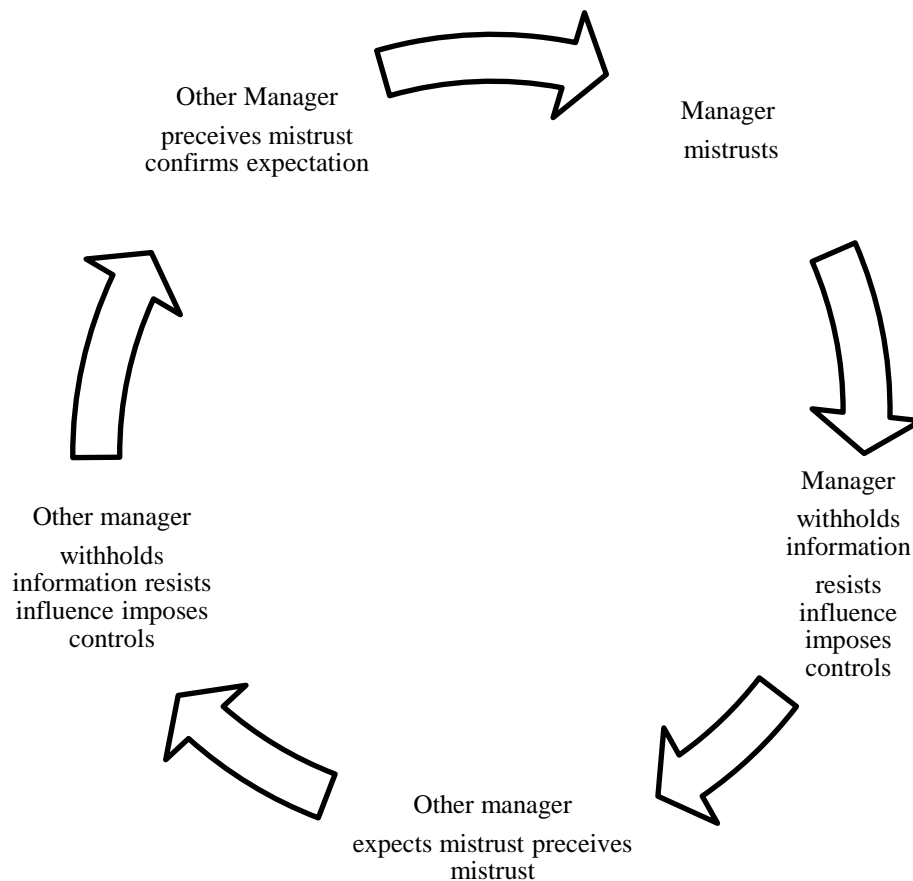 Other Manager
preceives mistrust
confirms expectation
Manager
mistrusts
Manager
withholds
information
resists
influence
imposes
controls
Other manager
expects mistrust preceives
mistrust
Other manager
withholds
information resists
influence imposes
controls